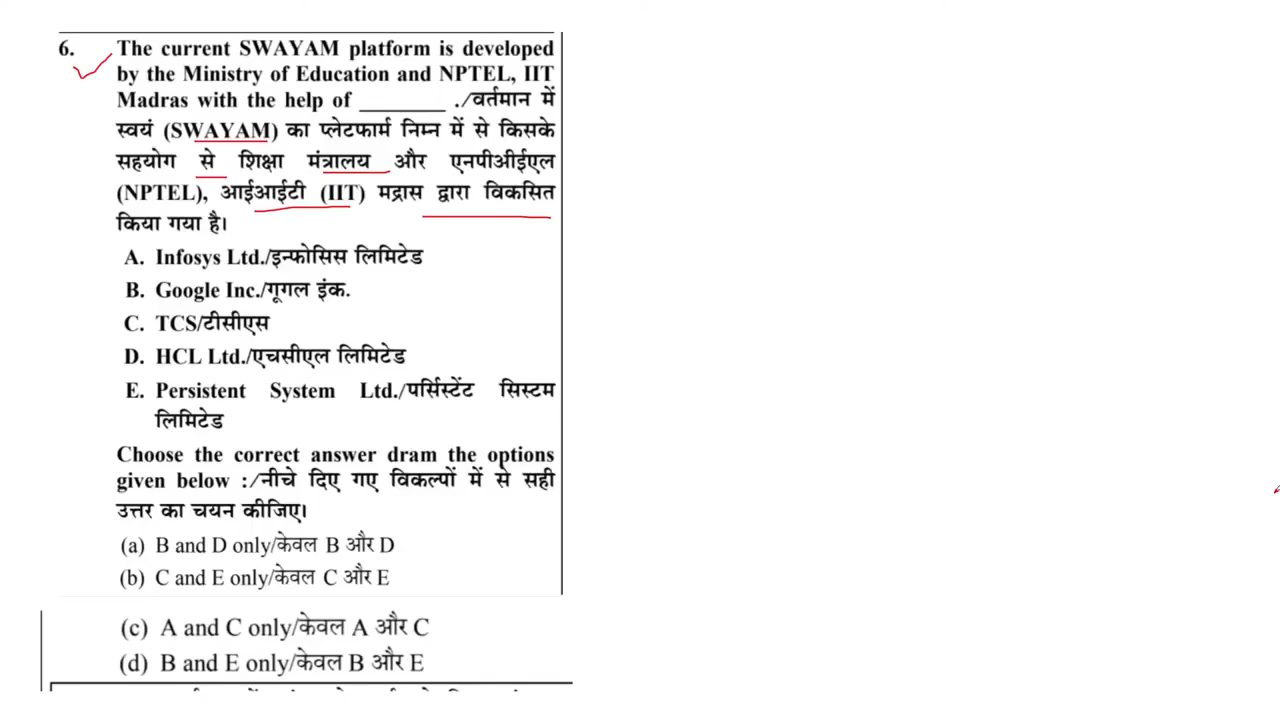 6. The current SWAYAM platform is developed
by the Ministry of Education and NPTEL, IIT
Madras with the help of ________ ./वर्तमान में
स्वयं (SWAYAM) का प्लेटफार्म निम्न में से किसके
सहयोग से शिक्षा मंत्रालय और एनपीओईएल
(NPTEL), आईआईटी (IIT) मद्रास द्वारा विकसित
किया गया है।
A. Infosys Ltd./इन्फोसिस लिमिटेड
B. Google Inc./गूगल इंक.
C. TCS/टीसीएस
D. HCL Ltd./एचसीएल लिमिटेड
E. Persistent System Ltd./पर्सिस्टेंट सिस्टम
लिमिटेड
Choose the correct answer dram the options
given below :/नीचे दिए गए विकल्पों में से सही
उत्तर का चयन कीजिए।
(a) B and D only/केवल B और D
(b) C and E only/केवल C और E
(c) A and C only/केवल A और C
(d) B and E only/केवल B और E